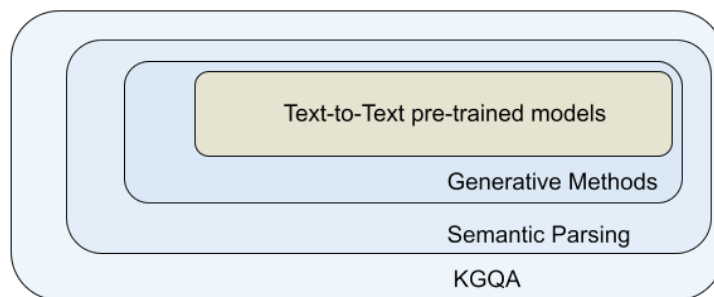 Text-to-Text pre-trained models
Generative Methods
Semantic Parsing
KGQA